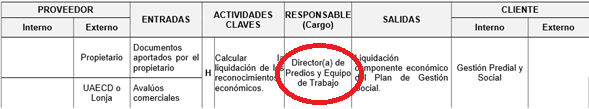 PROVEEDOR
ENTRADAS
ACTIVIDADES CLAVES
RESPONSABLE (Cargo)
SALIDAS
CLIENTE
Interno
Externo
Interno
Externo
Propietario
Documentos
aportados por el
propietario
UAECD o
Lonja
Avalúos
comerciales
H
Calcular la
liquidación de los
reconocimientos
económicos.
Director(a) de
Predios y Equipo
de Trabajo
Liquidación
componente económico
del Plan de Gestión
Social.
Gestión Predial y
Social